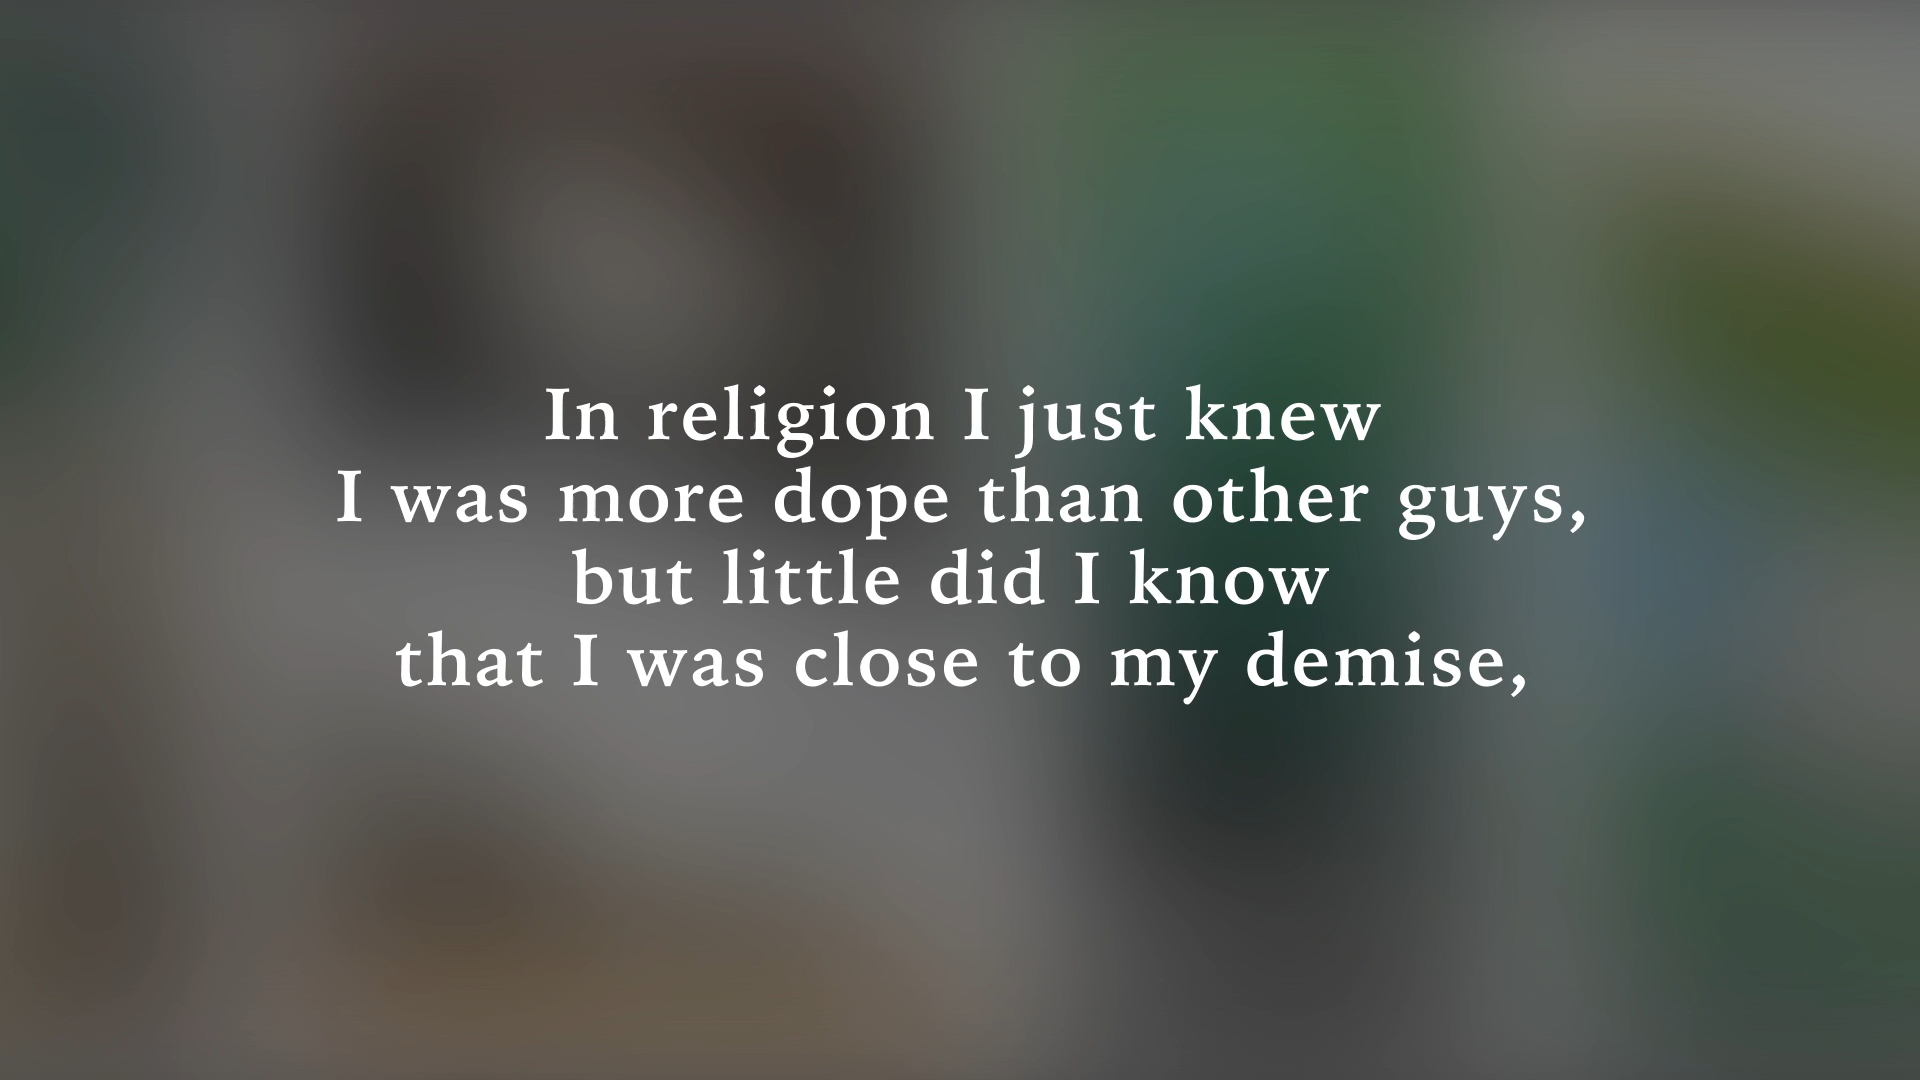 In religion I just knew
I was more dope than other guys,
but little did I know
that I was close to my demise,